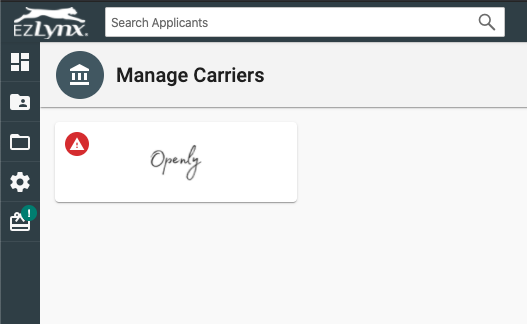 EZLynx.
Search Applicants
Manage Carriers
Openly
!